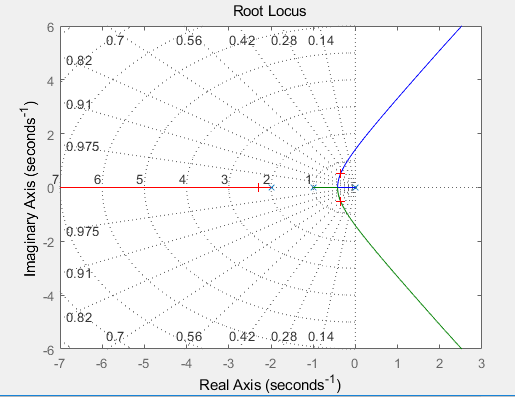 Root Locus
6
0.7 0.56 0.42 0.28 0.14
0.82
4
0.91
2
0.975
7 6 5 4 3 2 1
0
0.975
-2
0.91
-4
0.82
0.7 0.56 0.42 0.28 0.14
-6
-7 -6 -5 -4 -3 -2 -1 0 1 2 3
Real Axis (seconds-1)
Imaginary Axis (seconds-1)